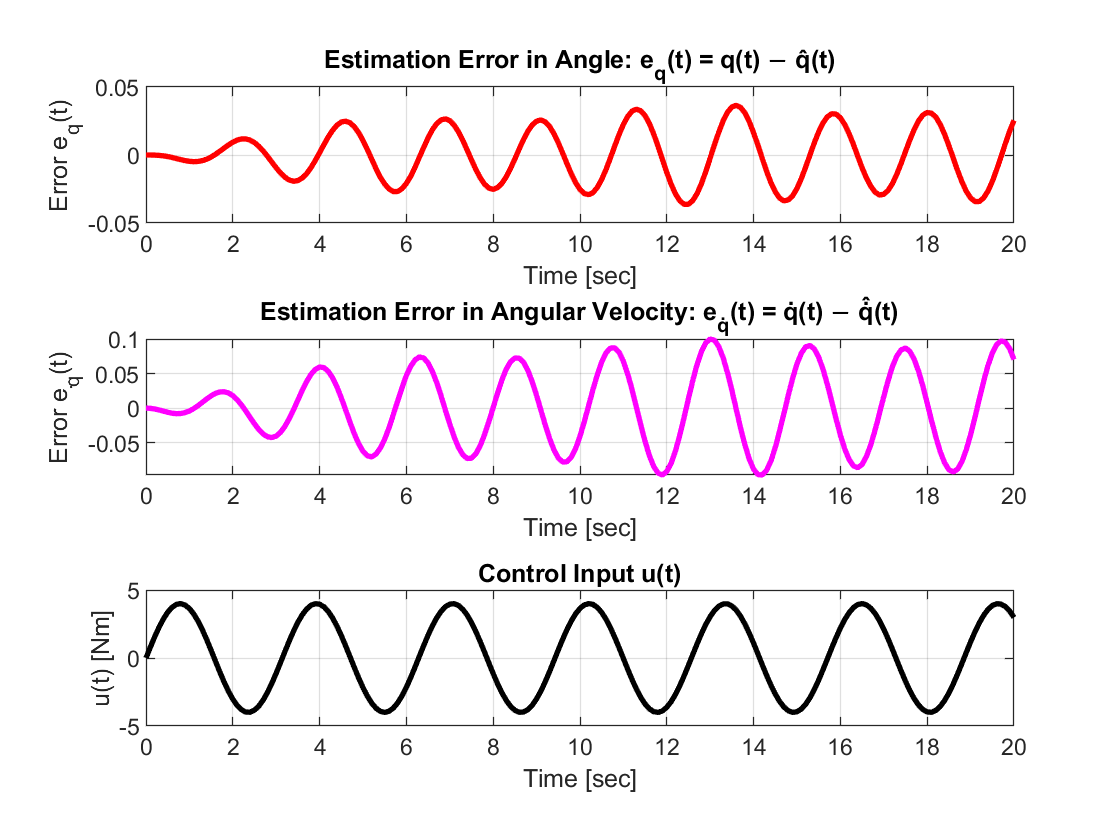 Estimation Error in Angle: e_q(t) = q(t) − q̂(t)
Error e_q(t)
0.05
0
-0.05
0 2 4 6 8 10 12 14 16 18 20
Time [sec]
Estimation Error in Angular Velocity: e_q̇(t) = q̇(t) − q̇̂(t)
Error e_q̇(t)
0.1
0.05
0
-0.05
0 2 4 6 8 10 12 14 16 18 20
Time [sec]
Control Input u(t)
u(t) [Nm]
5
0
-5
0 2 4 6 8 10 12 14 16 18 20
Time [sec]